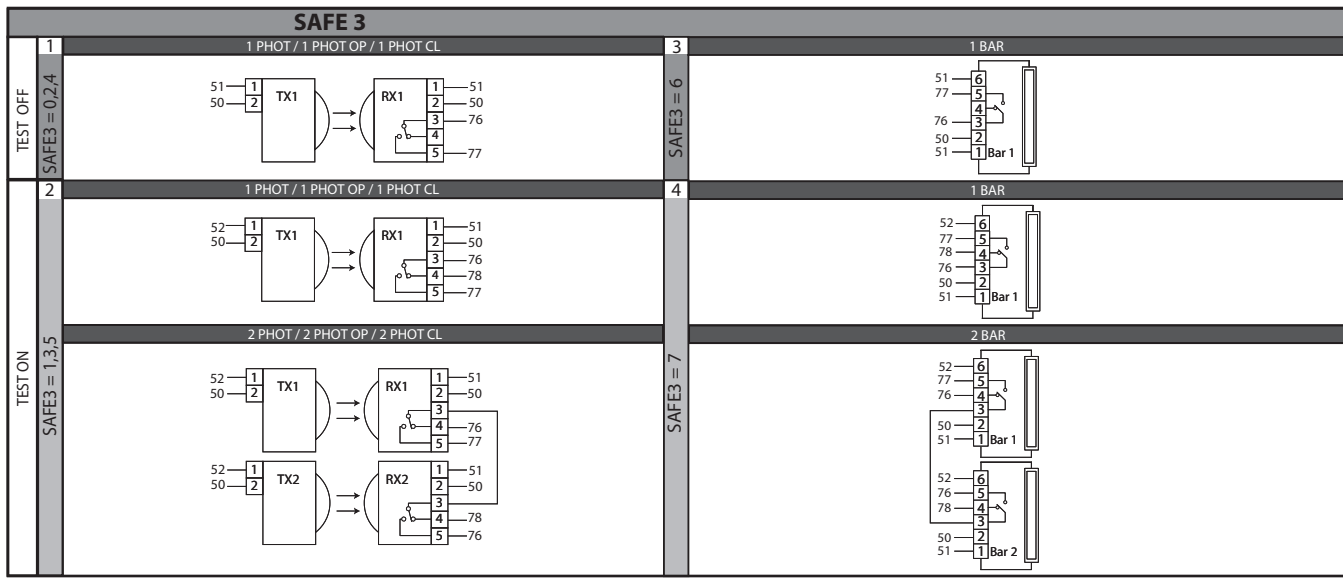 SAFE 3
TEST OFF
SAFE3 = 0,2,4
1
1 PHOT / 1 PHOT OP / 1 PHOT CL
51 1
50 2
TX1
RX1
1 51
2 50
3 76
4
5 77
SAFE3 = 6
3
1 BAR
51 6
77 5
4
76 3
50 2
51 1 Bar 1
TEST ON
SAFE3 = 1,3,5
2
1 PHOT / 1 PHOT OP / 1 PHOT CL
52 1
50 2
TX1
RX1
1 51
2 50
3 76
4 78
5 77
2 PHOT / 2 PHOT OP / 2 PHOT CL
52 1
50 2
TX1
RX1
1 51
2 50
3
4 76
5 77
52 1
50 2
TX2
RX2
1 51
2 50
3
4 78
5 76
SAFE3 = 7
4
1 BAR
52 6
77 5
78 4
76 3
50 2
51 1 Bar 1
2 BAR
52 6
77 5
76 4
3
50 2
51 1 Bar 1
52 6
76 5
78 4
3
50 2
51 1 Bar 2